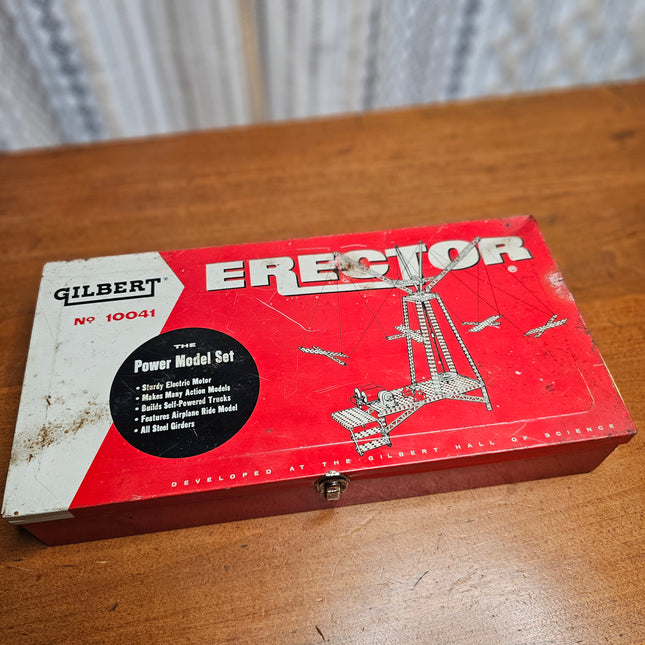 GILBERT®
Nº 10041
ERECTOR®
THE
Power Model Set
• Sturdy Electric Motor
• Makes Many Action Models
• Builds Self-Powered Trucks
• Features Airplane Ride Model
• All Steel Girders
DEVELOPED AT THE GILBERT HALL OF SCIENCE